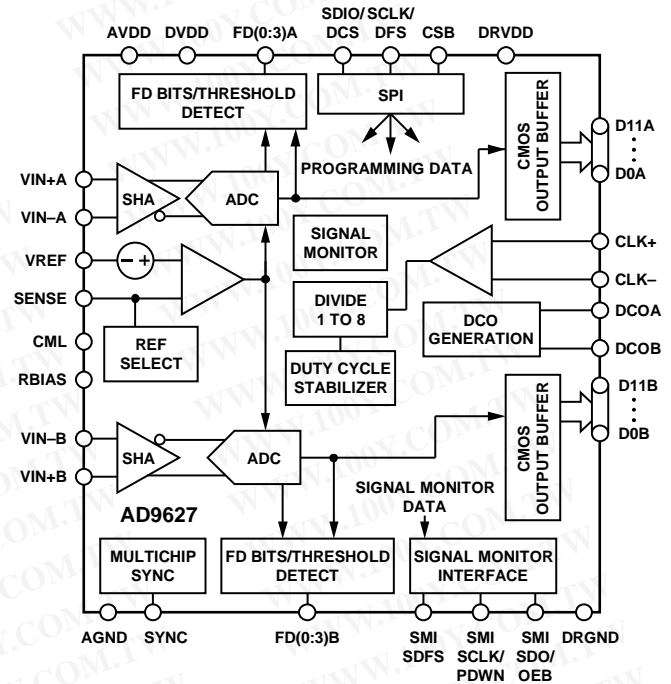 SDIO/ SCLK/
AVDD DVDD FD(0:3)A DCS DFS CSB DRVDD
FD BITS/THRESHOLD
DETECT
SPI
PROGRAMMING DATA
CMOS
OUTPUT BUFFER
D11A
D0A
VIN+A
VIN–A
SHA
ADC
VREF
– +
SENSE
SIGNAL
MONITOR
CLK+
CLK–
DIVIDE
1 TO 8
DCO
GENERATION
DCOA
DCOB
CML
REF
SELECT
DUTY CYCLE
STABILIZER
RBIAS
VIN–B
VIN+B
SHA
ADC
CMOS
OUTPUT BUFFER
D11B
D0B
SIGNAL MONITOR
DATA
AD9627
MULTICHIP
SYNC
FD BITS/THRESHOLD
DETECT
SIGNAL MONITOR
INTERFACE
AGND SYNC FD(0:3)B SMI SMI SMI DRGND
SDFS SCLK/ SDO/
PDWN OEB
WWW.100Y.COM.TW